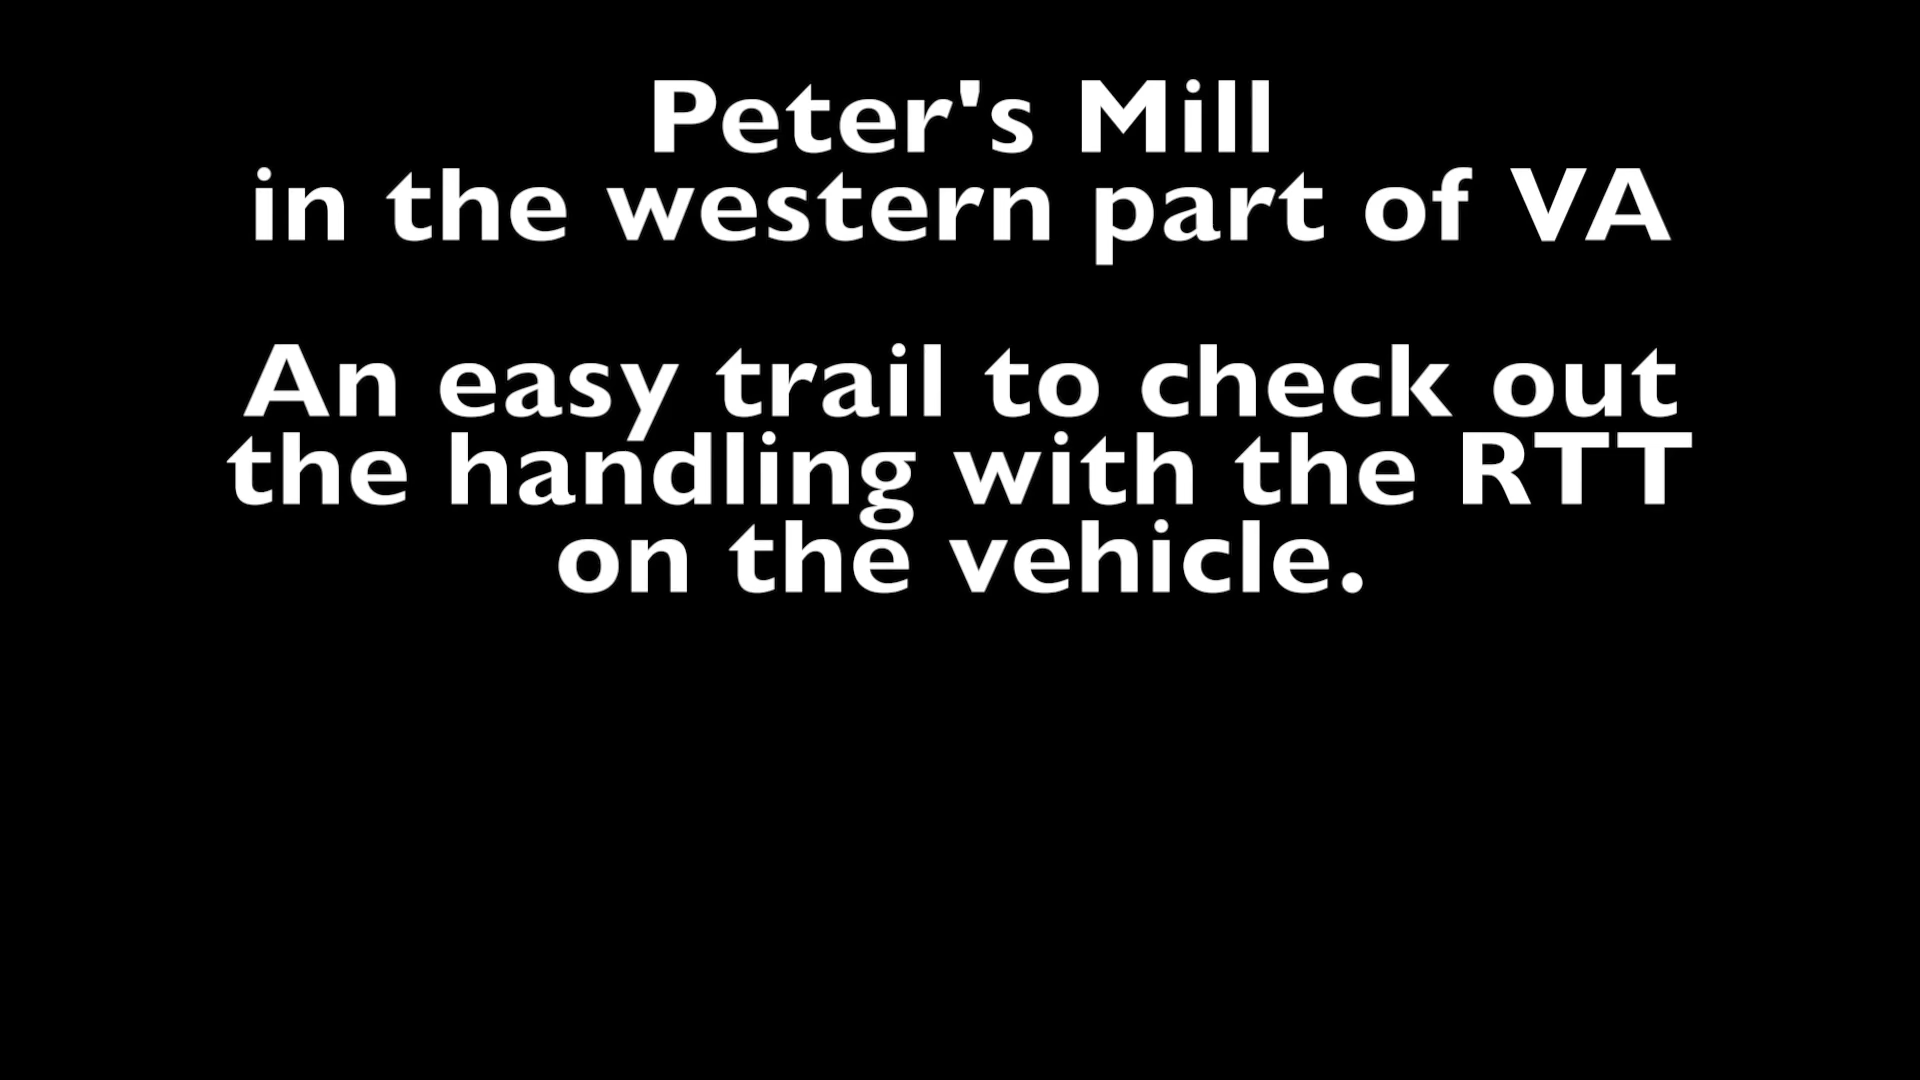 Peter's Mill
in the western part of VA
An easy trail to check out
the handling with the RTT
on the vehicle.